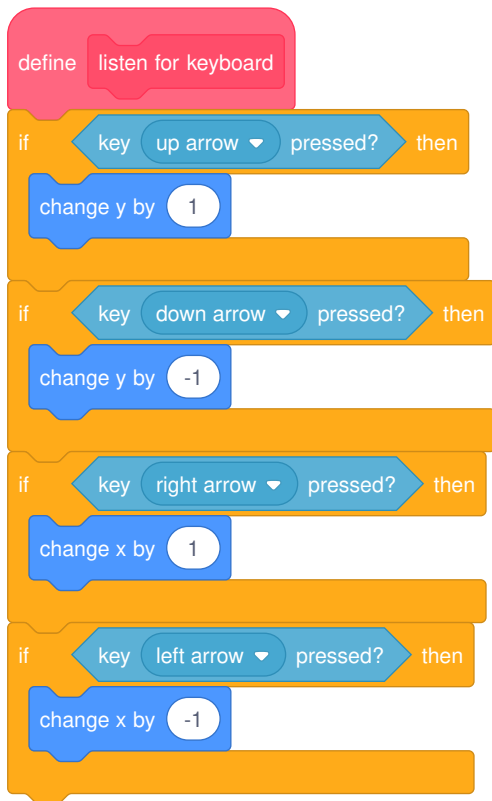 define listen for keyboard
if key up arrow pressed? then
change y by 1
if key down arrow pressed? then
change y by -1
if key right arrow pressed? then
change x by 1
if key left arrow pressed? then
change x by -1